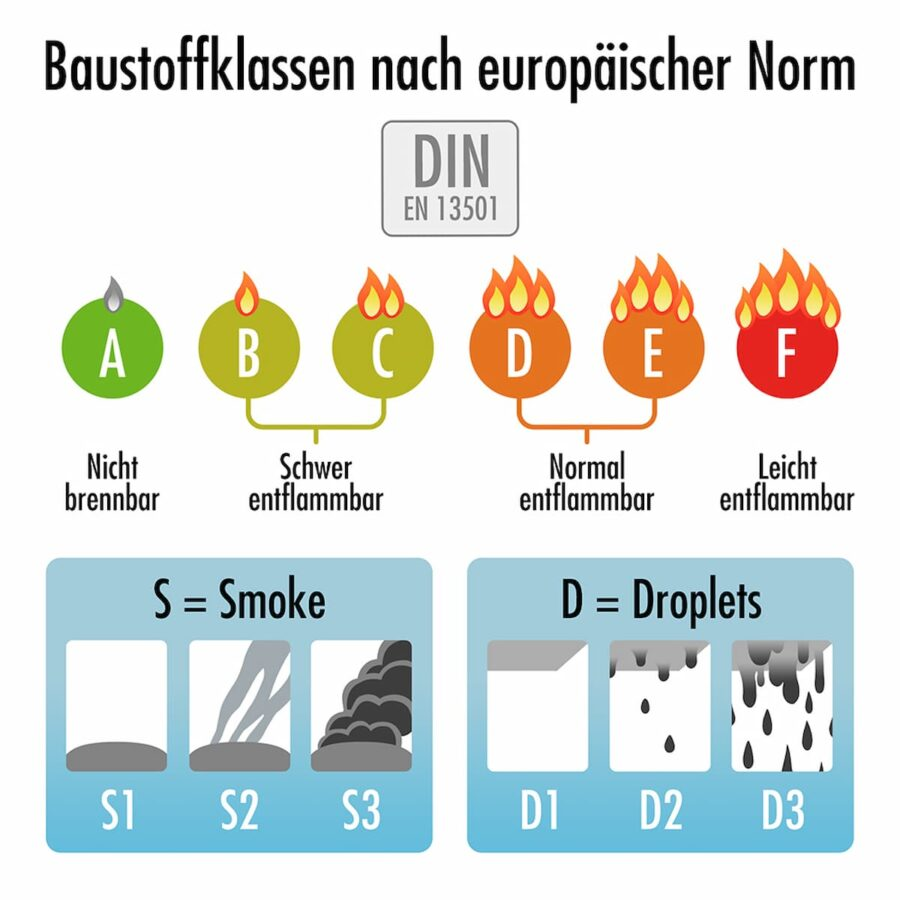 Baustoffklassen nach europäischer Norm
DIN
EN 13501
A B C D E F
Nicht
brennbar
Schwer
entflammbar
Normal
entflammbar
Leicht
entflammbar
S = Smoke
S1 S2 S3
D = Droplets
D1 D2 D3